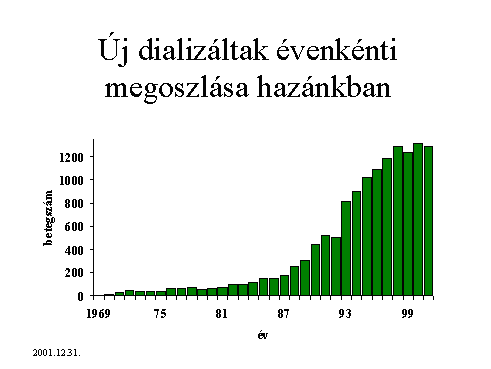 Új dializáltak évenkénti
megoszlása hazánkban
betegszám
1200
1000
800
600
400
200
0
1969 75 81 87 93 99
év
2001.12.31.